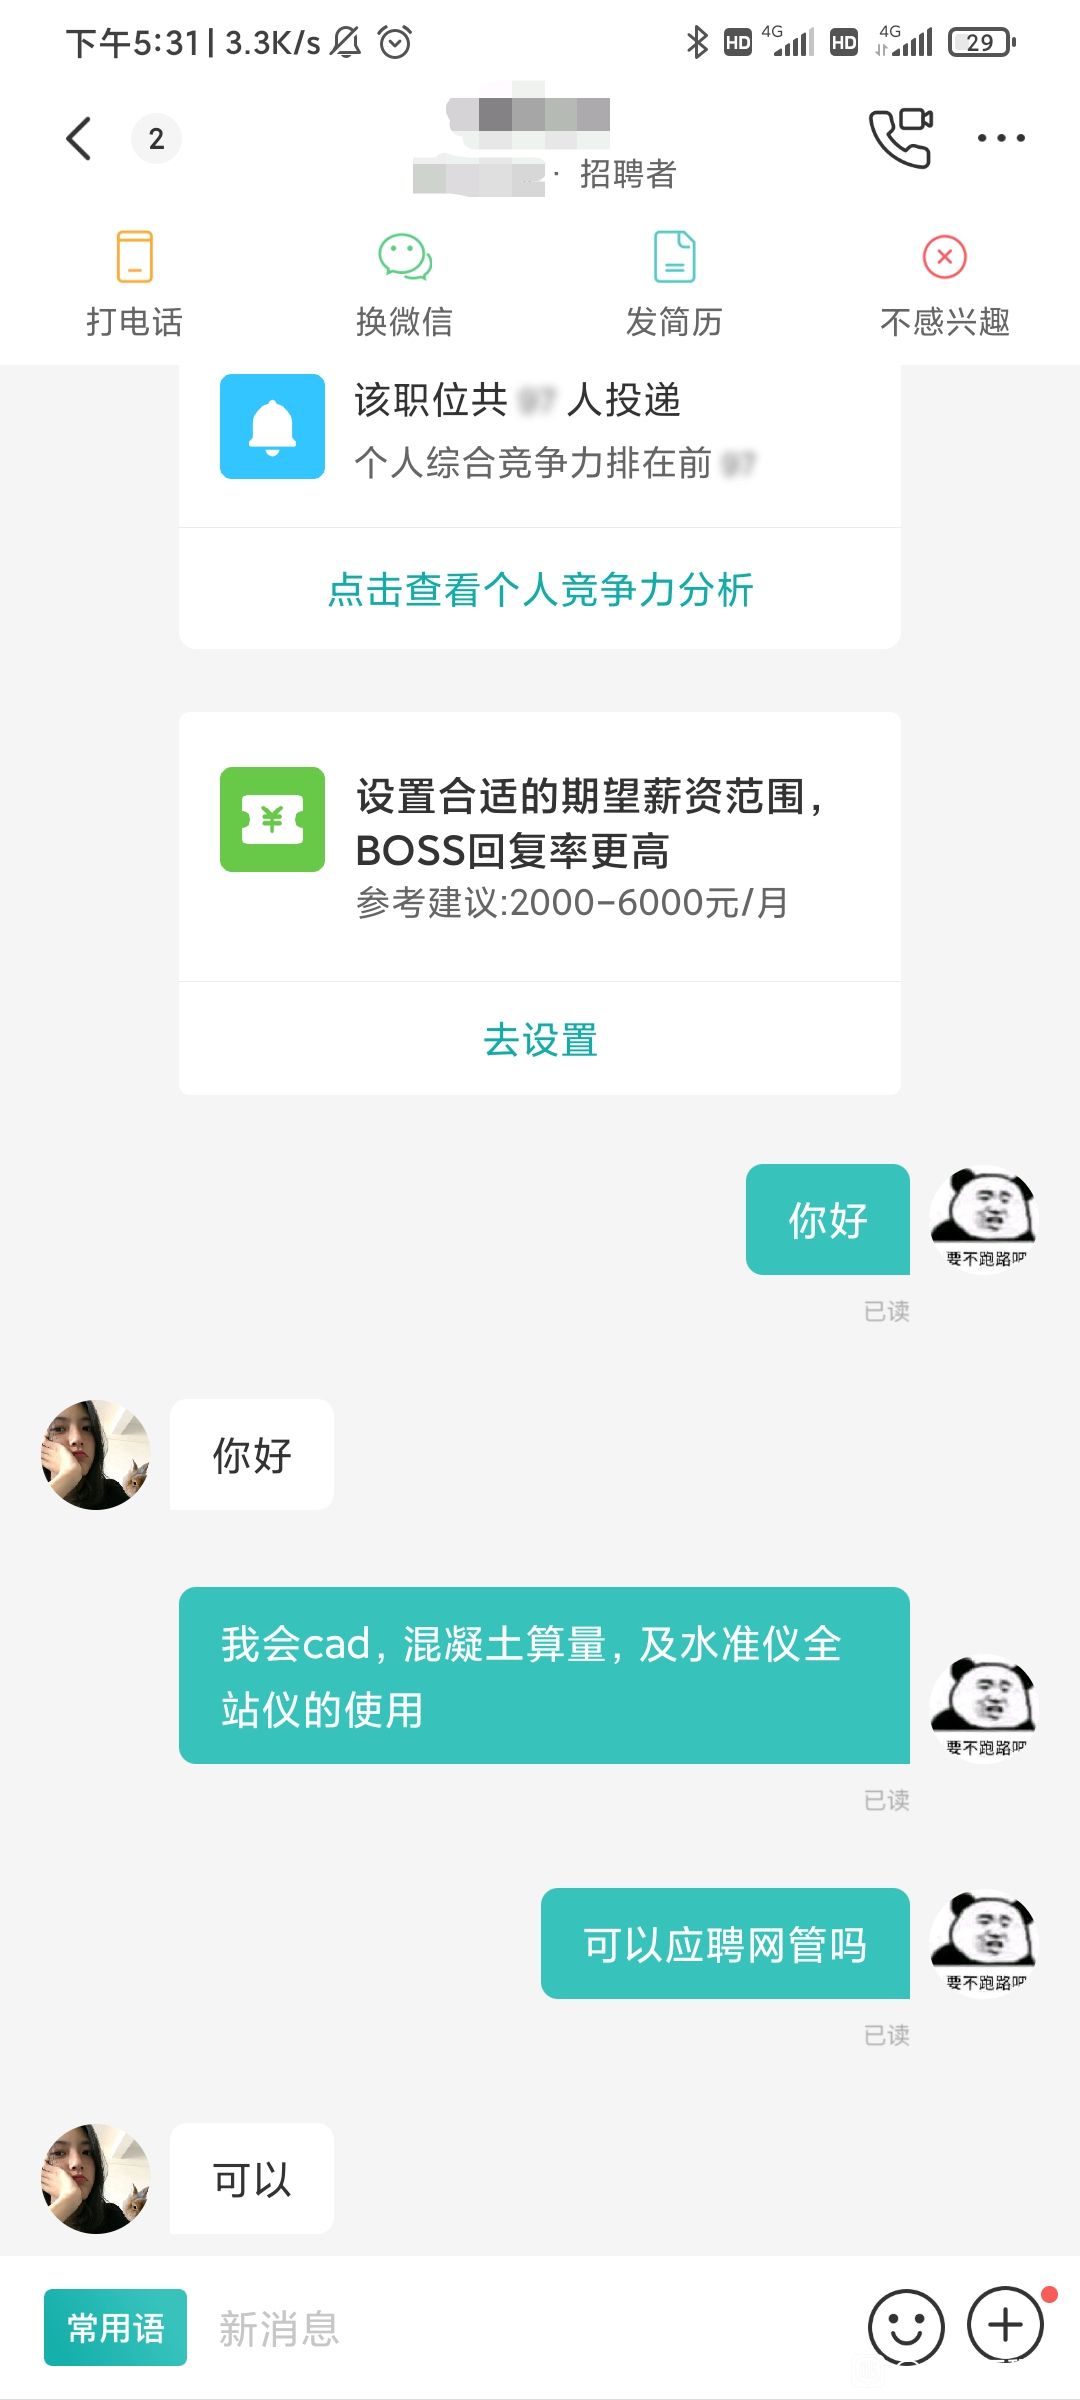 下午5:31 | 3.3K/s
HD 4G HD 4G 29
2
· 招聘者
打电话 换微信 发简历 不感兴趣
该职位共 人投递
个人综合竞争力排在前
点击查看个人竞争力分析
设置合适的期望薪资范围，
BOSS回复率更高
参考建议:2000-6000元/月
去设置
你好
要不跑路吧
已读
你好
我会cad，混凝土算量，及水准仪全
站仪的使用
要不跑路吧
已读
可以应聘网管吗
要不跑路吧
已读
可以
常用语 新消息